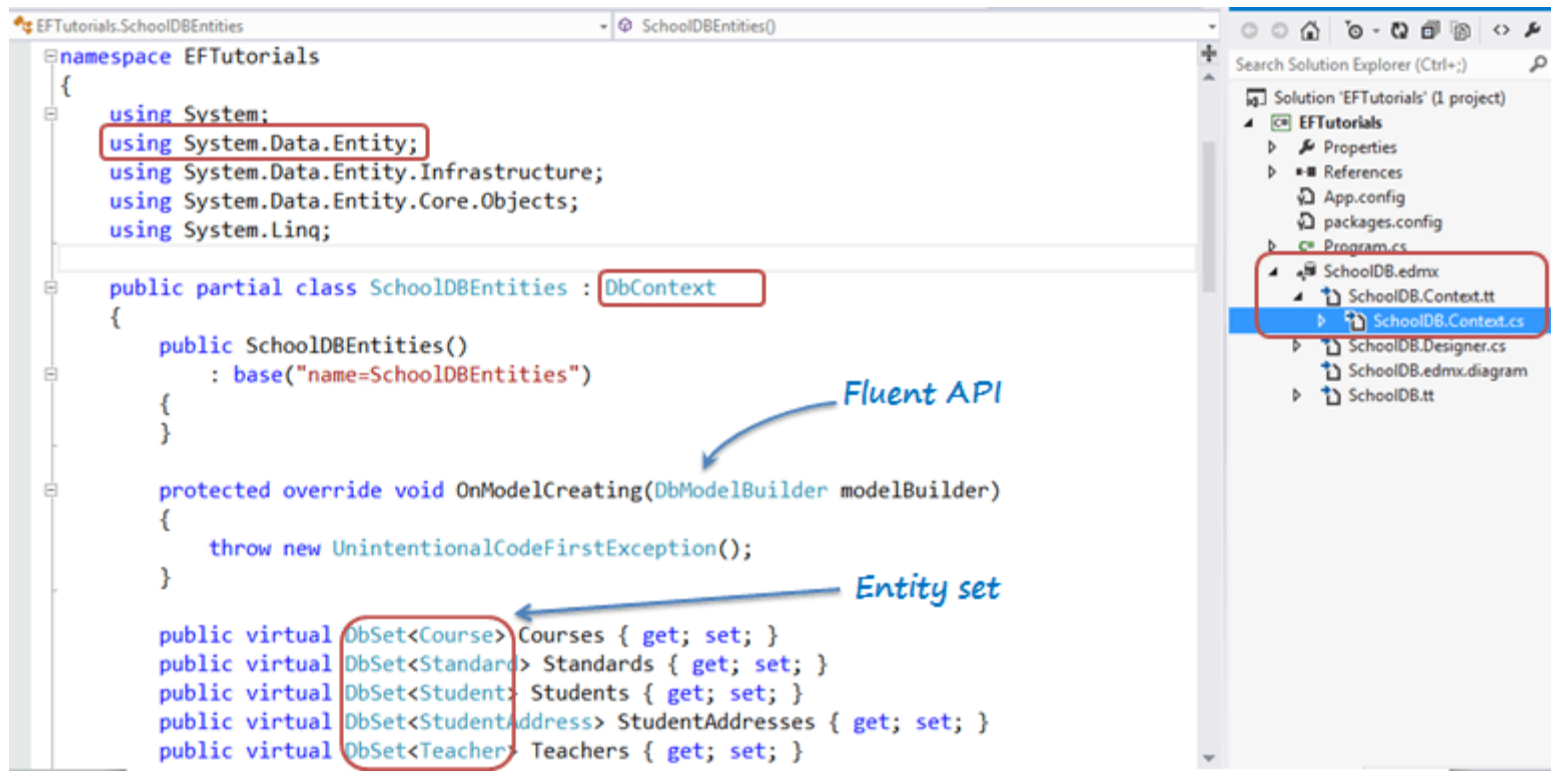 EFTutorials.SchoolDBEntities
SchoolDBEntities()
namespace EFTutorials
{
using System;
using System.Data.Entity;
using System.Data.Entity.Infrastructure;
using System.Data.Entity.Core.Objects;
using System.Linq;
public partial class SchoolDBEntities : DbContext
{
public SchoolDBEntities()
: base("name=SchoolDBEntities")
{
}
Fluent API
protected override void OnModelCreating(DbModelBuilder modelBuilder)
{
throw new UnintentionalCodeFirstException();
}
Entity set
public virtual DbSet<Course> Courses { get; set; }
public virtual DbSet<Standard> Standards { get; set; }
public virtual DbSet<Student> Students { get; set; }
public virtual DbSet<StudentAddress> StudentAddresses { get; set; }
public virtual DbSet<Teacher> Teachers { get; set; }
Search Solution Explorer (Ctrl+;)
Solution 'EFTutorials' (1 project)
C# EFTutorials
Properties
References
App.config
packages.config
C# Program.cs
SchoolDB.edmx
SchoolDB.Context.tt
SchoolDB.Context.cs
SchoolDB.Designer.cs
SchoolDB.edmx.diagram
SchoolDB.tt